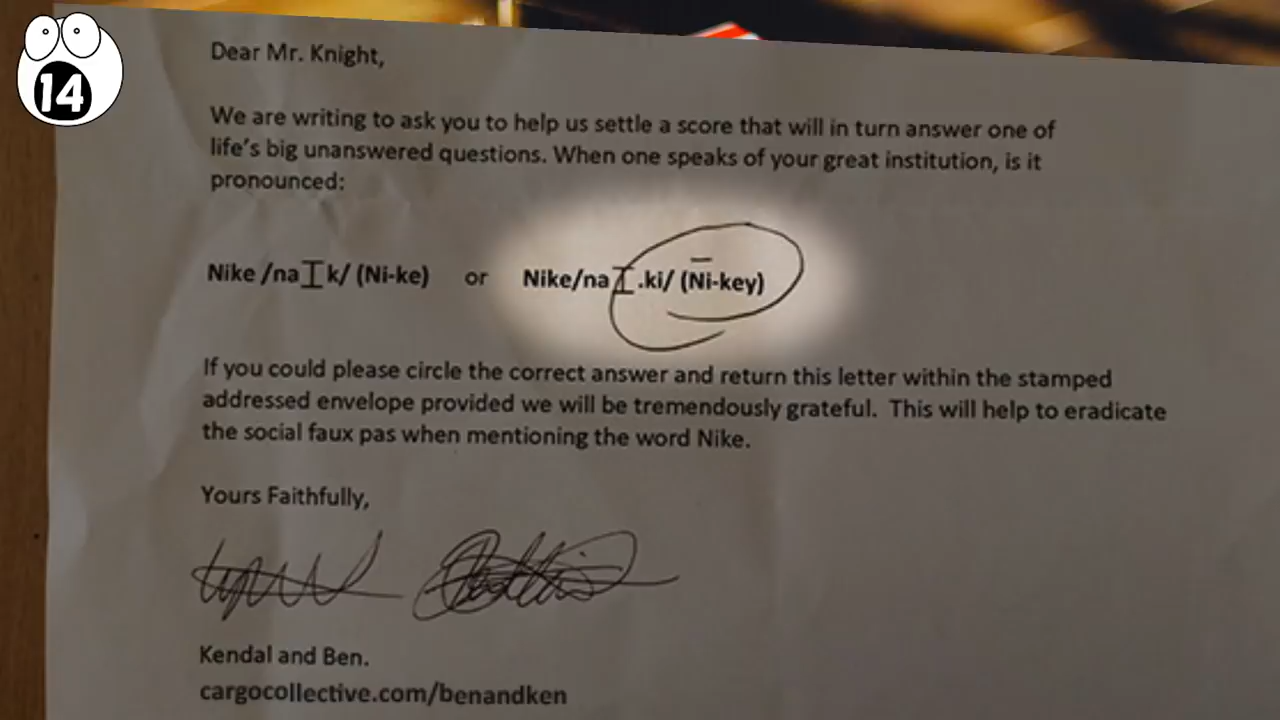 14
Dear Mr. Knight,
We are writing to ask you to help us settle a score that will in turn answer one of
life's big unanswered questions. When one speaks of your great institution, is it
pronounced:
Nike /naIk/ (Ni-ke) or Nike/naI.ki/ (Ni-key)
If you could please circle the correct answer and return this letter within the stamped
addressed envelope provided we will be tremendously grateful. This will help to eradicate
the social faux pas when mentioning the word Nike.
Yours Faithfully,
Kendal and Ben.
cargocollective.com/benandken